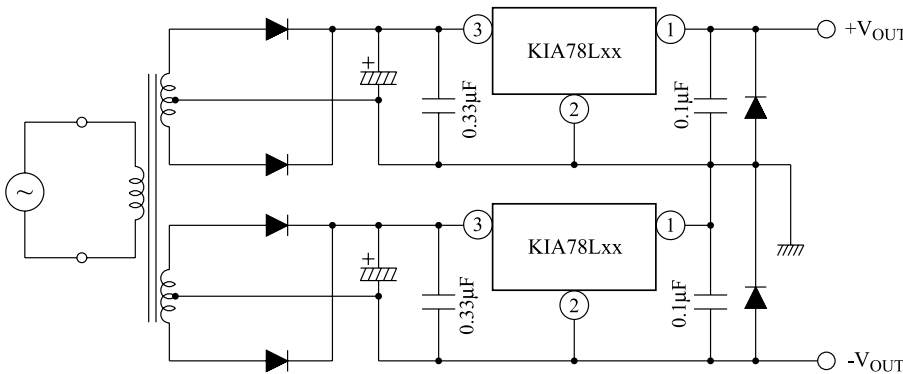 3
KIA78Lxx
1
+VOUT
+
0.33μF
2
0.1μF
~
3
KIA78Lxx
1
+
0.33μF
2
0.1μF
-VOUT